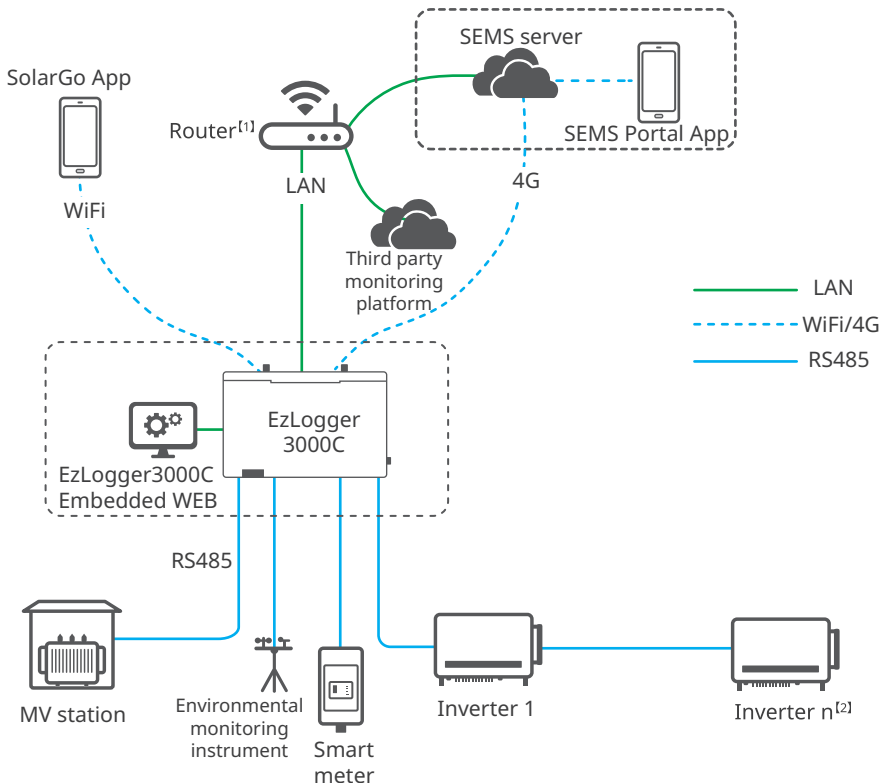 SEMS server
SolarGo App
Router【1】
SEMS Portal App
LAN
4G
WiFi
Third party
monitoring
platform
LAN
WiFi/4G
RS485
EzLogger
3000C
EzLogger3000C
Embedded WEB
RS485
MV station
Environmental
monitoring
instrument
Smart
meter
Inverter 1
Inverter n【2】